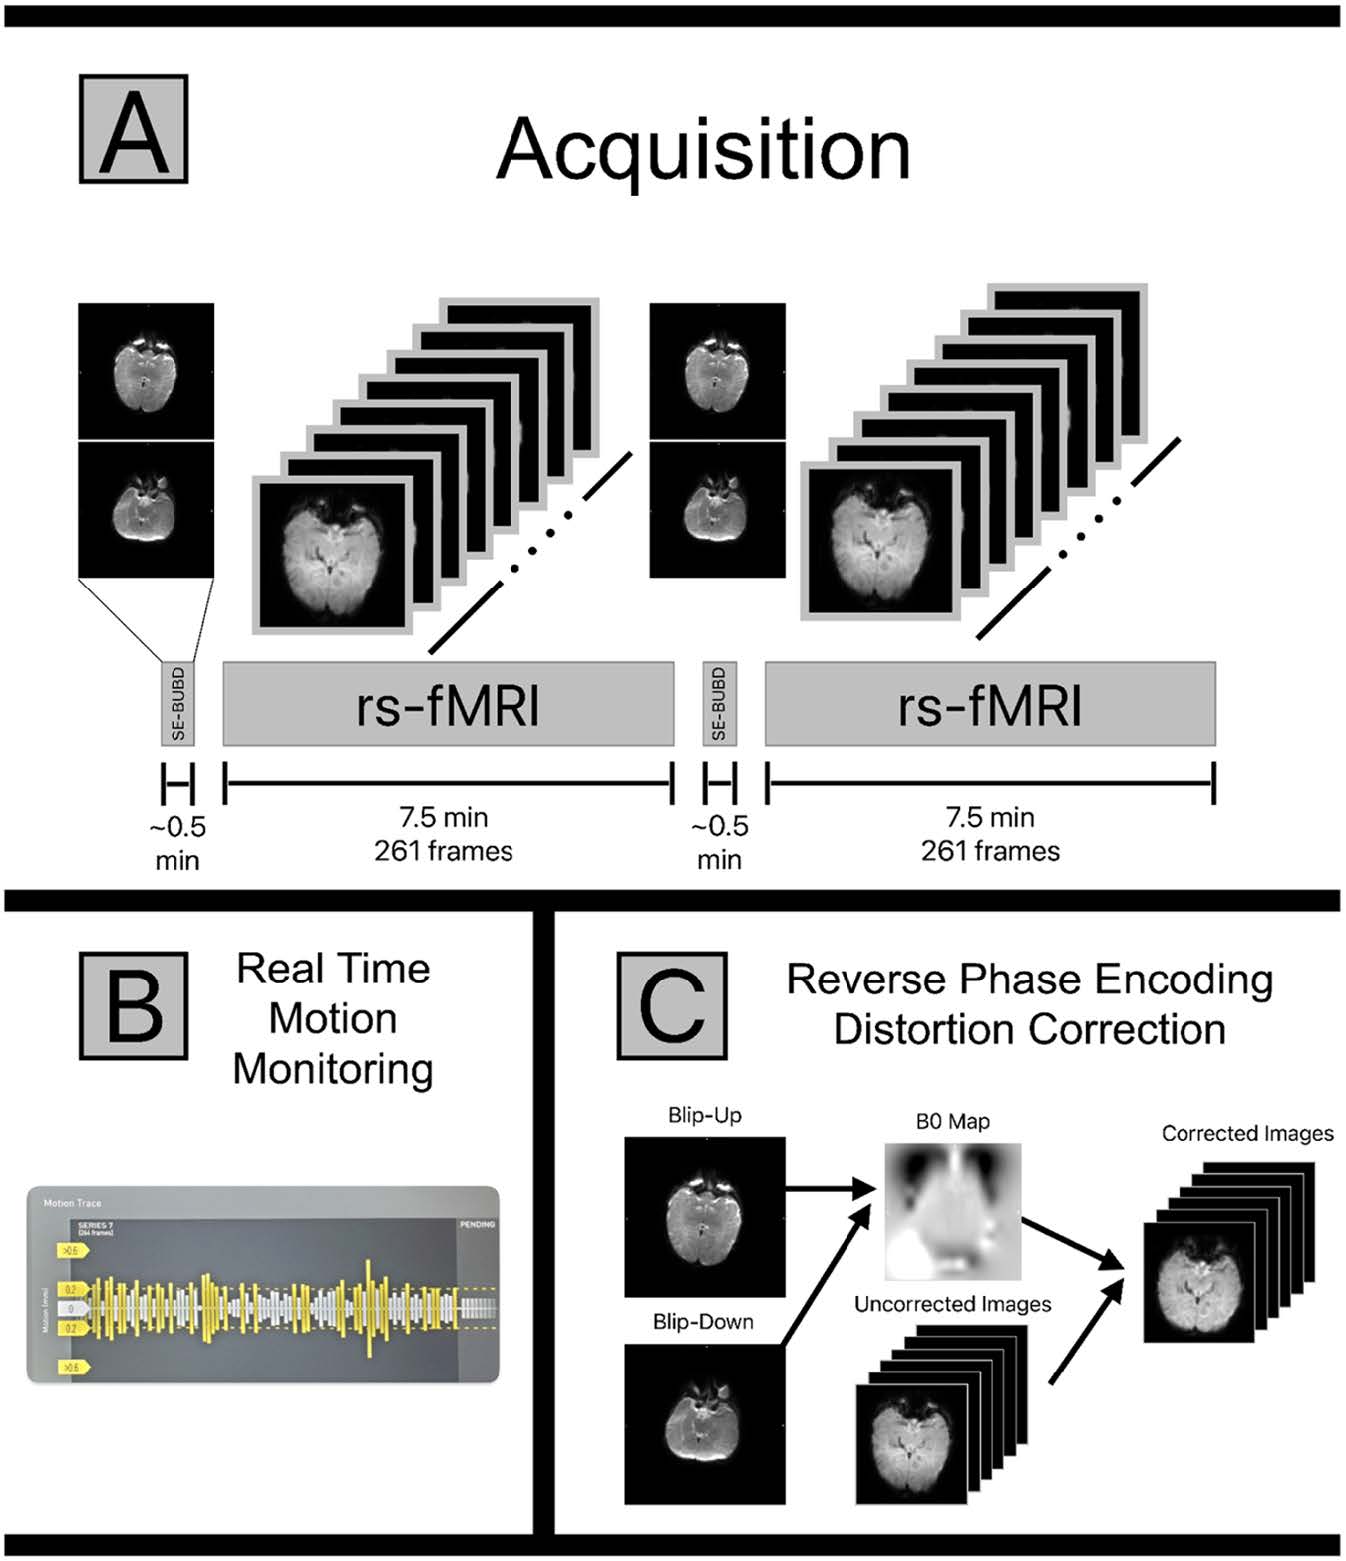 A
Acquisition
SE-BUBD
rs-fMRI
SE-BUBD
rs-fMRI
~0.5
min
7.5 min
261 frames
~0.5
min
7.5 min
261 frames
B
Real Time
Motion
Monitoring
Motion Trace
SERIES 7
PENDING
>0.6
0.2
0
0.2
>0.6
Motion (mm)
C
Reverse Phase Encoding
Distortion Correction
Blip-Up
B0 Map
Corrected Images
Blip-Down
Uncorrected Images